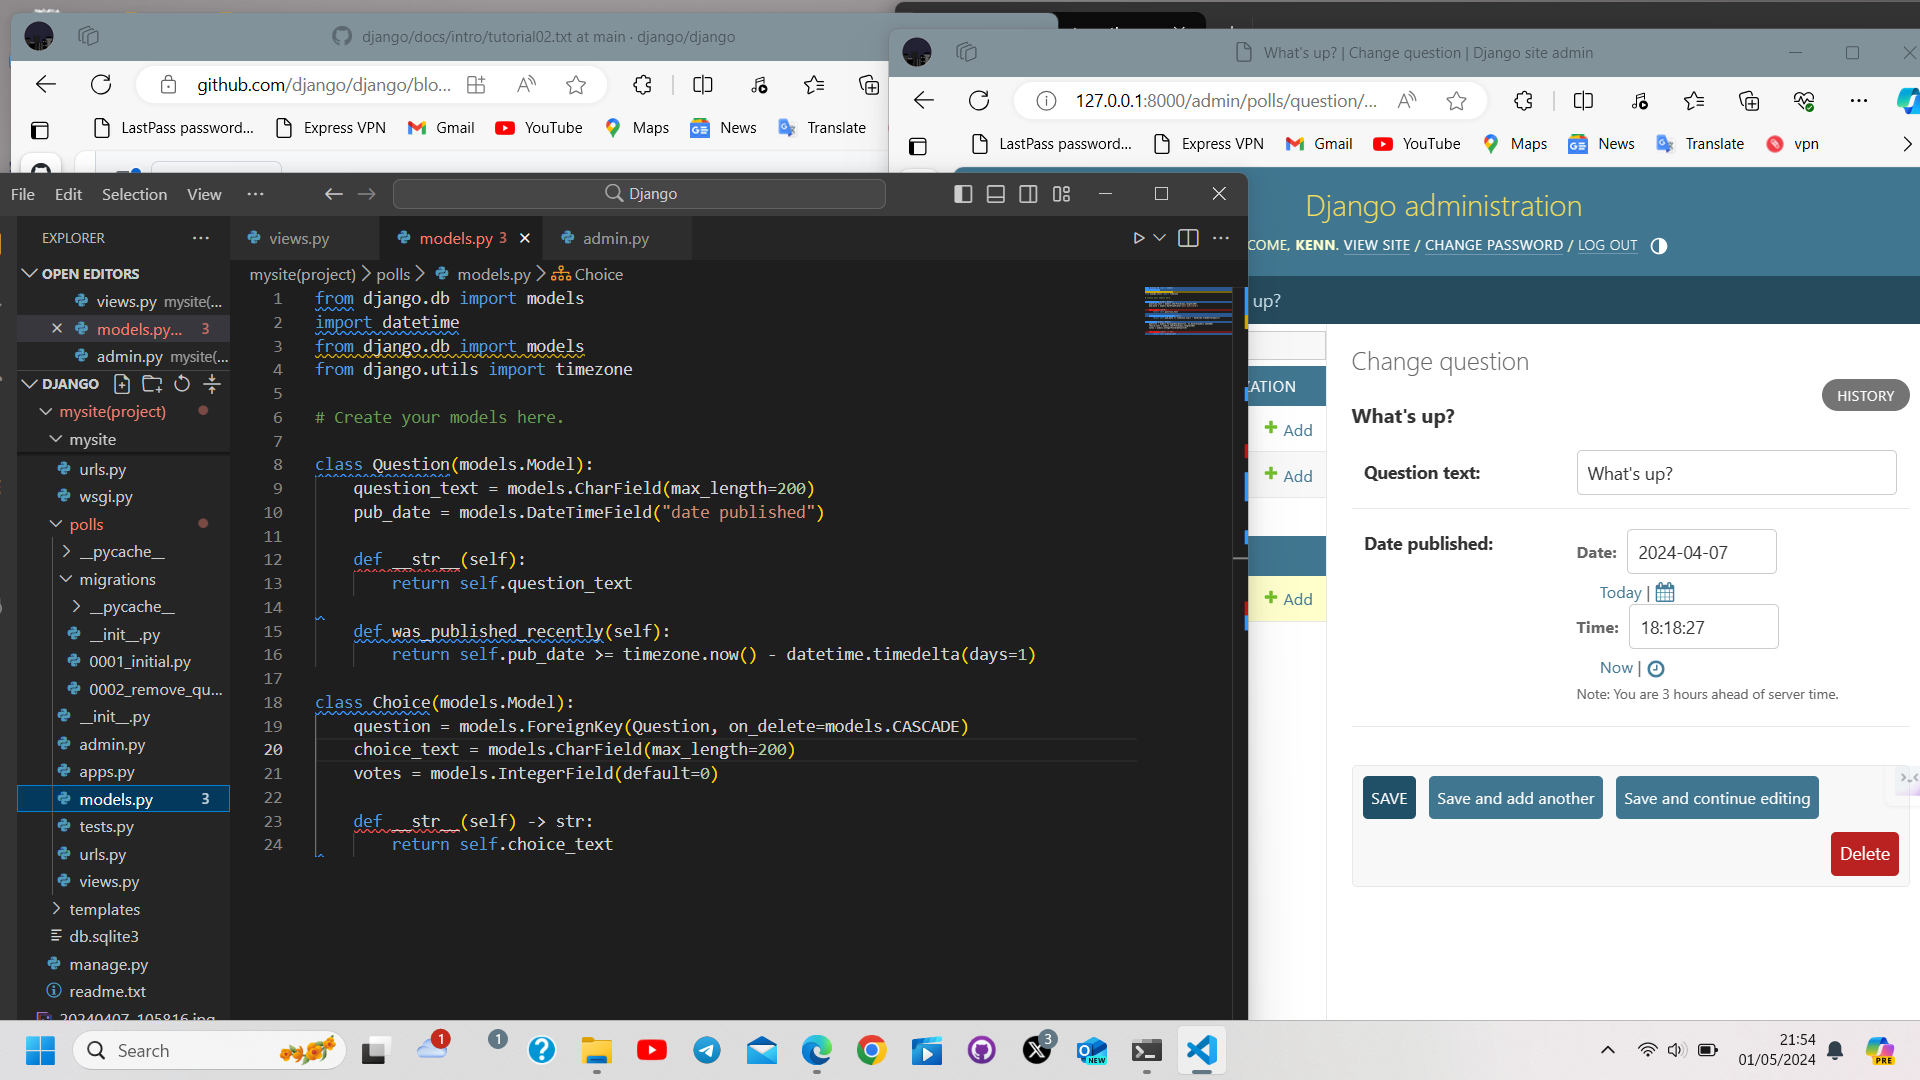 django/docs/intro/tutorial02.txt at main · django/django
github.com/django/django/blo...
LastPass password... Express VPN Gmail YouTube Maps News Translate
What's up? | Change question | Django site admin
127.0.0.1:8000/admin/polls/question/...
LastPass password... Express VPN Gmail YouTube Maps News Translate vpn
File Edit Selection View ... Django
EXPLORER
OPEN EDITORS
views.py mysite(...
models.py... 3
admin.py mysite(...
DJANGO
mysite(project)
mysite
urls.py
wsgi.py
polls
__pycache__
migrations
__pycache__
__init__.py
0001_initial.py
0002_remove_qu...
__init__.py
admin.py
apps.py
models.py 3
tests.py
urls.py
views.py
templates
db.sqlite3
manage.py
readme.txt
20240407_105816.jpg
views.py models.py 3 admin.py
mysite(project) > polls > models.py > Choice
1 from django.db import models
2 import datetime
3 from django.db import models
4 from django.utils import timezone
5
6 # Create your models here.
7
8 class Question(models.Model):
9 question_text = models.CharField(max_length=200)
10 pub_date = models.DateTimeField("date published")
11
12 def __str__(self):
13 return self.question_text
14
15 def was_published_recently(self):
16 return self.pub_date >= timezone.now() - datetime.timedelta(days=1)
17
18 class Choice(models.Model):
19 question = models.ForeignKey(Question, on_delete=models.CASCADE)
20 choice_text = models.CharField(max_length=200)
21 votes = models.IntegerField(default=0)
22
23 def __str__(self) -> str:
24 return self.choice_text
Django administration
COME, KENN. VIEW SITE / CHANGE PASSWORD / LOG OUT
up?
ATION
Add
Add
Add
Change question
HISTORY
What's up?
Question text: What's up?
Date published: Date: 2024-04-07
Today |
Time: 18:18:27
Now |
Note: You are 3 hours ahead of server time.
SAVE Save and add another Save and continue editing
Delete
Search
1
1
3
NEW
21:54
01/05/2024
PRE